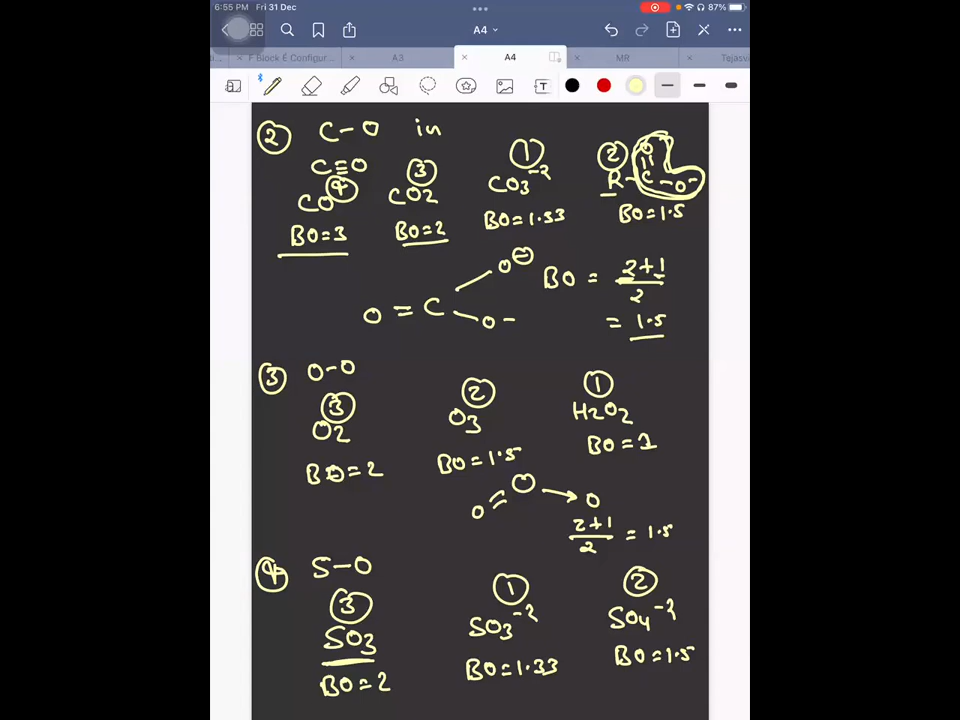 6:55 PM Fri 31 Dec 87%
A4
F Block É Configur... A3 A4 MR Tejasv
② C-O in
C≡O ③ ① ② O
CO ④ CO2 CO3⁻² R-C-O⁻
BO=3 BO=2 BO=1.33 BO=1.5
O=C O⊖ O- BO = 2+1/2
= 1.5
③ O-O
③ ② ①
O2 O3 H2O2
BO=2 BO=1.5 BO=1
O=O→O 2+1/2 = 1.5
④ S-O
③ ① ②
SO3 SO3⁻² SO4⁻²
BO=2 BO=1.33 BO=1.5